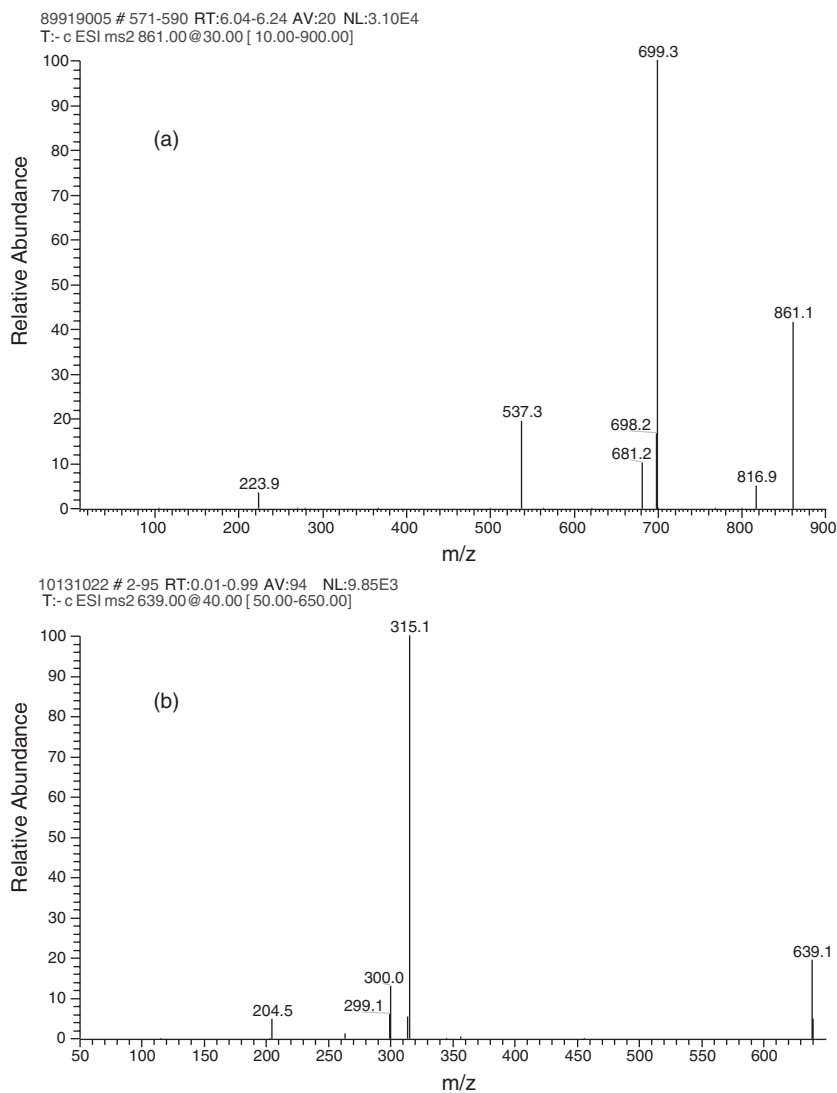 89919005 # 571-590 RT:6.04-6.24 AV:20 NL:3.10E4
T:- c ESI ms2 861.00@30.00 [ 10.00-900.00]
100
90
80
70
60
50
40
30
20
10
0
Relative Abundance
(a)
699.3
861.1
537.3
698.2
681.2
816.9
223.9
100 200 300 400 500 600 700 800 900
m/z
10131022 # 2-95 RT:0.01-0.99 AV:94 NL:9.85E3
T:- c ESI ms2 639.00@40.00 [ 50.00-650.00]
100
90
80
70
60
50
40
30
20
10
0
Relative Abundance
(b)
315.1
639.1
300.0
299.1
204.5
50 100 150 200 250 300 350 400 450 500 550 600
m/z